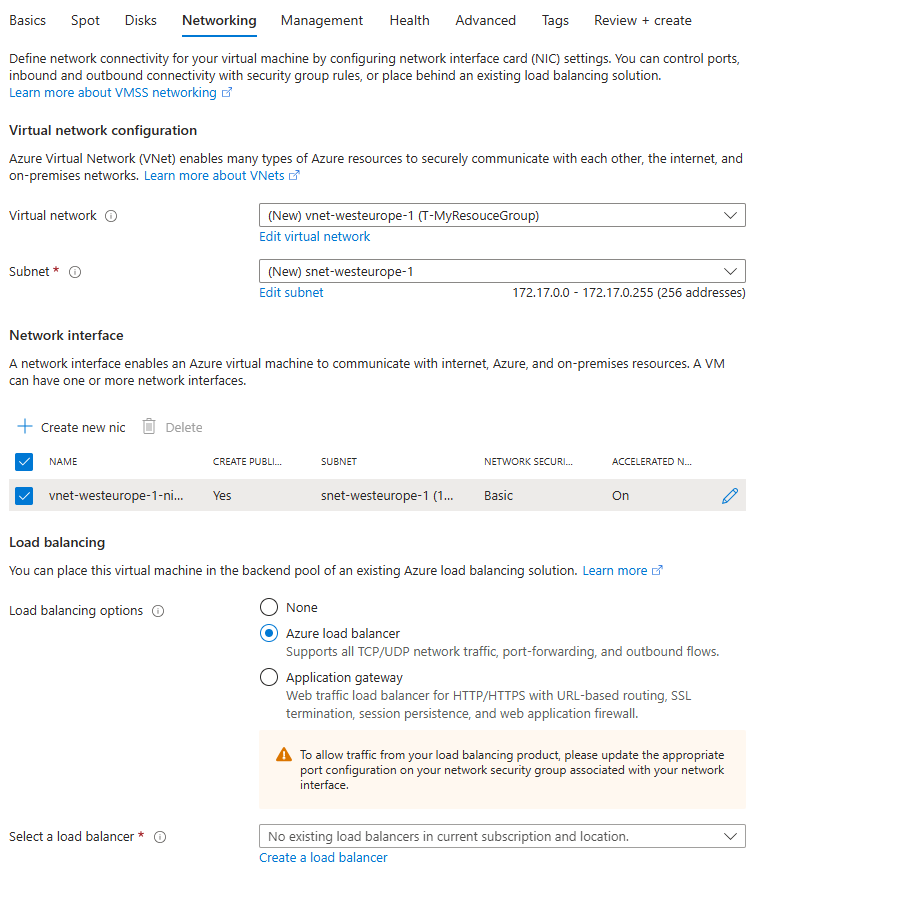 Basics Spot Disks Networking Management Health Advanced Tags Review + create
Define network connectivity for your virtual machine by configuring network interface card (NIC) settings. You can control ports,
inbound and outbound connectivity with security group rules, or place behind an existing load balancing solution.
Learn more about VMSS networking
Virtual network configuration
Azure Virtual Network (VNet) enables many types of Azure resources to securely communicate with each other, the internet, and
on-premises networks. Learn more about VNets
Virtual network (New) vnet-westeurope-1 (T-MyResouceGroup)
Edit virtual network
Subnet * (New) snet-westeurope-1
Edit subnet 172.17.0.0 - 172.17.0.255 (256 addresses)
Network interface
A network interface enables an Azure virtual machine to communicate with internet, Azure, and on-premises resources. A VM
can have one or more network interfaces.
Create new nic Delete
NAME CREATE PUBLI... SUBNET NETWORK SECURI... ACCELERATED N...
vnet-westeurope-1-ni... Yes snet-westeurope-1 (1... Basic On
Load balancing
You can place this virtual machine in the backend pool of an existing Azure load balancing solution. Learn more
Load balancing options None
Azure load balancer
Supports all TCP/UDP network traffic, port-forwarding, and outbound flows.
Application gateway
Web traffic load balancer for HTTP/HTTPS with URL-based routing, SSL
termination, session persistence, and web application firewall.
To allow traffic from your load balancing product, please update the appropriate
port configuration on your network security group associated with your network
interface.
Select a load balancer * No existing load balancers in current subscription and location.
Create a load balancer